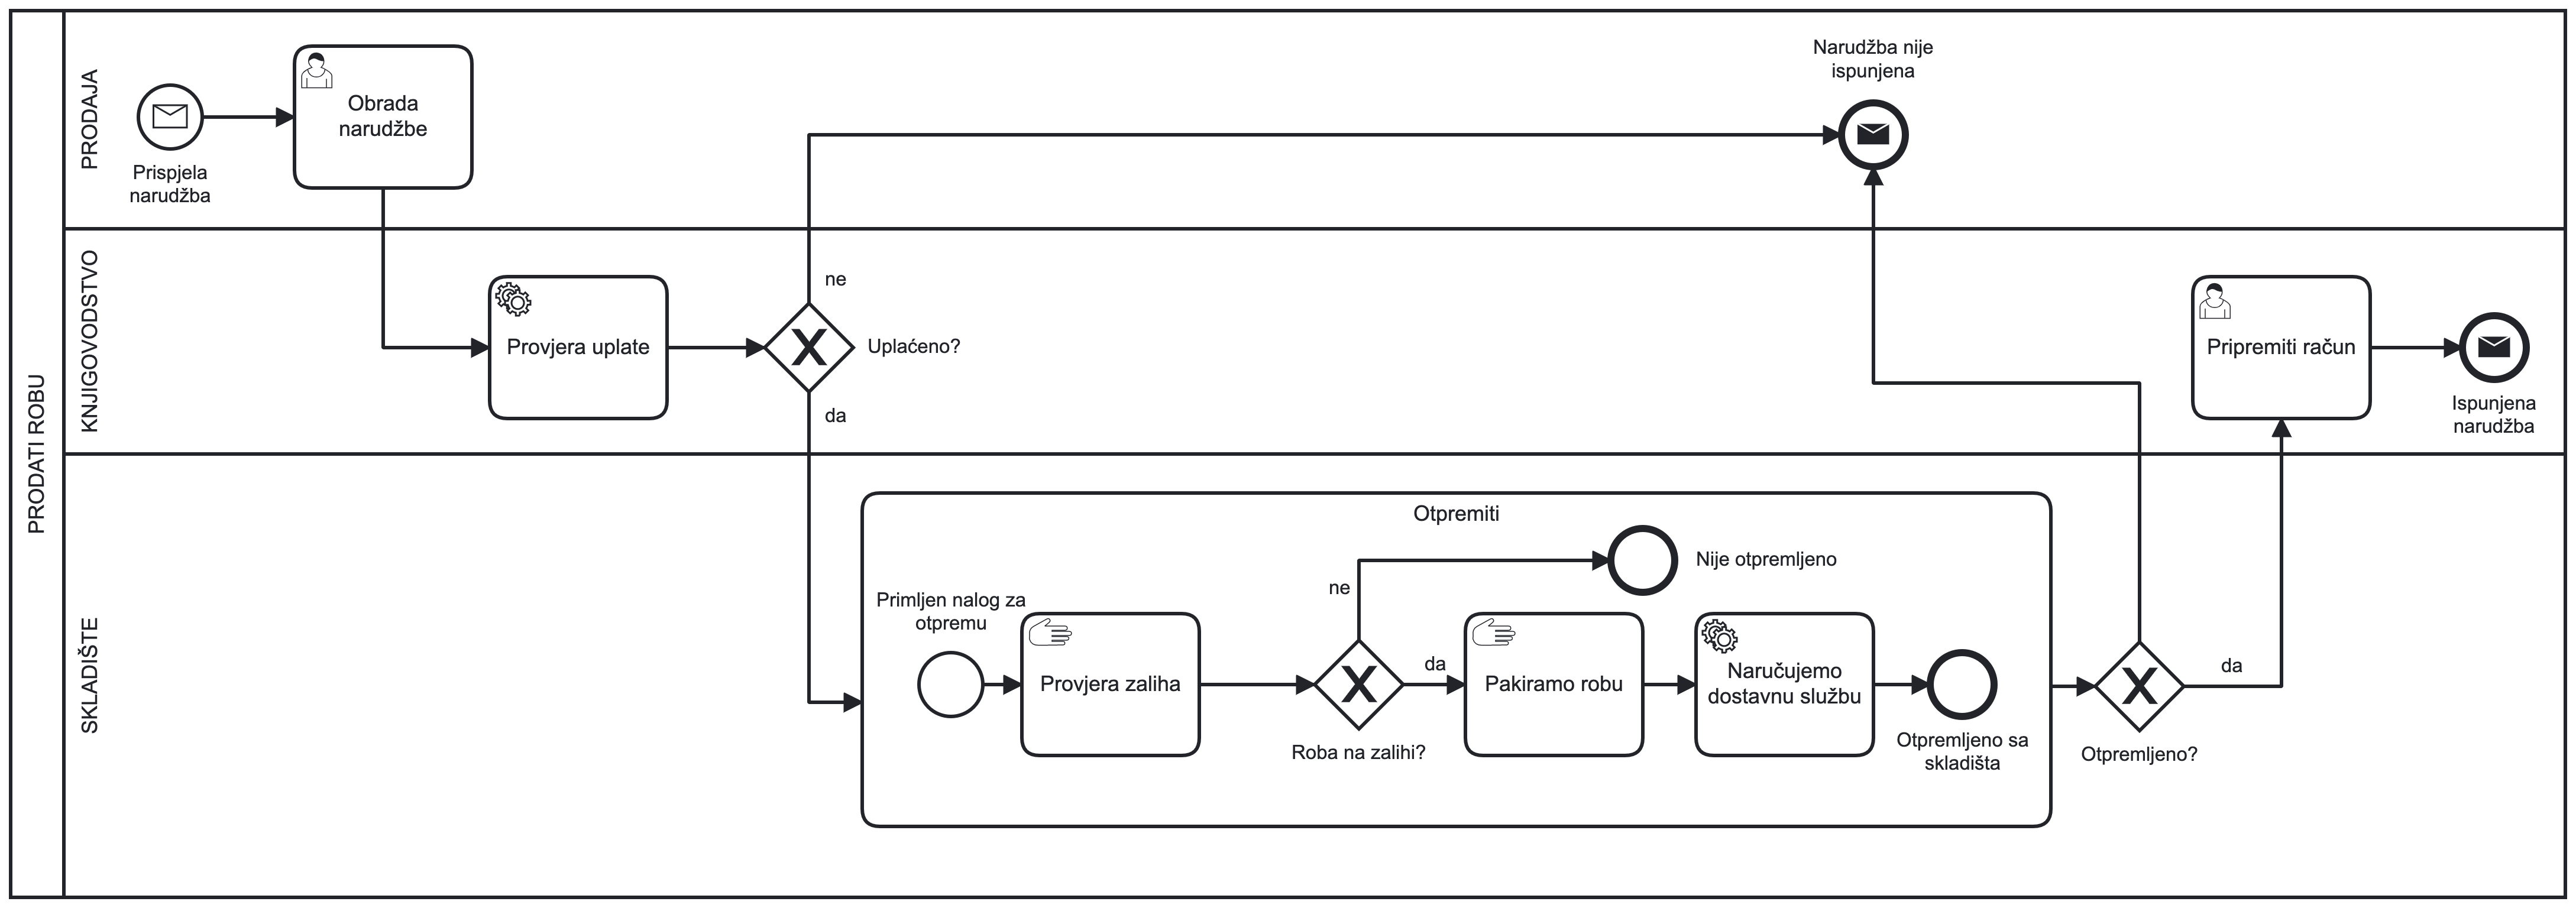 PRODATI ROBU
PRODAJA
Prispjela
narudžba
Obrada
narudžbe
Narudžba nije
ispunjena
KNJIGOVODSTVO
Provjera uplate
ne
Uplaćeno?
da
Pripremiti račun
Ispunjena
narudžba
SKLADIŠTE
Otpremiti
Primljen nalog za
otpremu
Provjera zaliha
ne
Nije otpremljeno
Roba na zalihi?
da
Pakiramo robu
Naručujemo
dostavnu službu
Otpremljeno sa
skladišta
Otpremljeno?
da